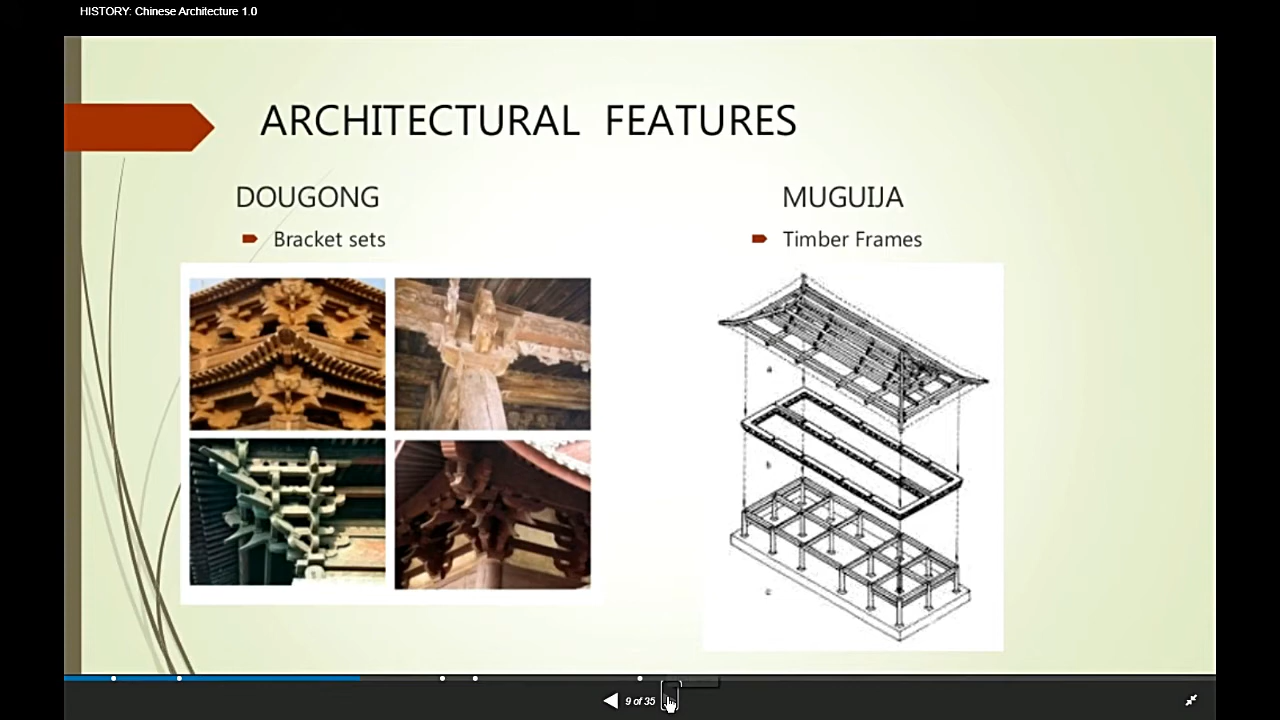 HISTORY: Chinese Architecture 1.0
ARCHITECTURAL FEATURES
DOUGONG
Bracket sets
MUGUIJA
Timber Frames
a
b
c
9 of 35